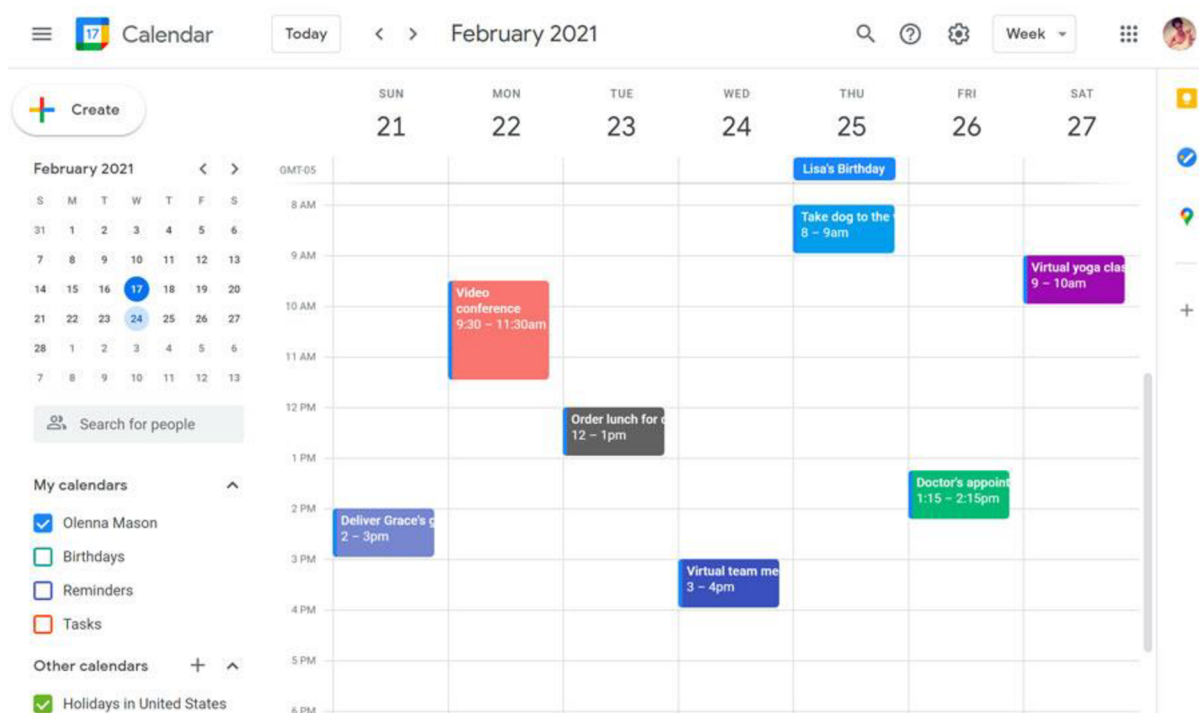 17 Calendar Today < > February 2021 Week
Create
SUN MON TUE WED THU FRI SAT
21 22 23 24 25 26 27
February 2021 < >
S M T W T F S
31 1 2 3 4 5 6
7 8 9 10 11 12 13
14 15 16 17 18 19 20
21 22 23 24 25 26 27
28 1 2 3 4 5 6
7 8 9 10 11 12 13
Search for people
My calendars
Olenna Mason
Birthdays
Reminders
Tasks
Other calendars +
Holidays in United States
GMT-05
8 AM
9 AM
10 AM
11 AM
12 PM
1 PM
2 PM
3 PM
4 PM
5 PM
6 PM
Deliver Grace's g
2 – 3pm
Video
conference
9:30 – 11:30am
Order lunch for
12 – 1pm
Virtual team me
3 – 4pm
Lisa's Birthday
Take dog to the
8 – 9am
Doctor's appoint
1:15 – 2:15pm
Virtual yoga clas
9 – 10am